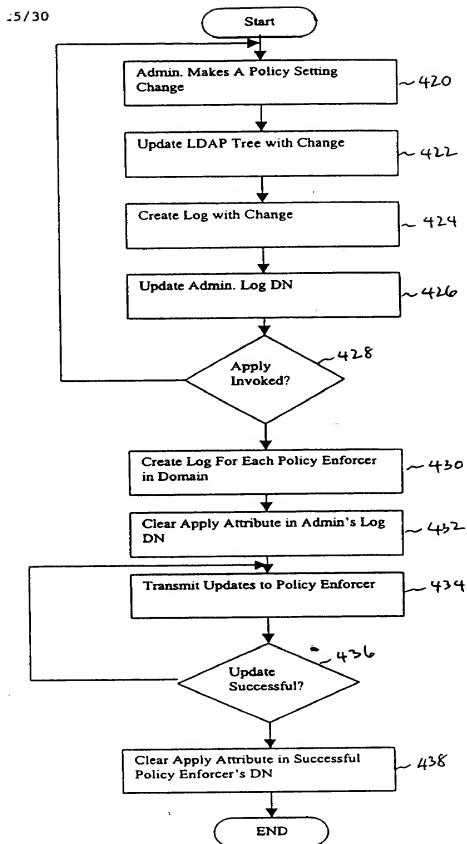 :5/30
Start
Admin. Makes A Policy Setting
Change
420
Update LDAP Tree with Change
422
Create Log with Change
424
Update Admin. Log DN
426
428
Apply
Invoked?
Create Log For Each Policy Enforcer
in Domain
430
Clear Apply Attribute in Admin's Log
DN
432
Transmit Updates to Policy Enforcer
434
436
Update
Successful?
Clear Apply Attribute in Successful
Policy Enforcer's DN
438
END